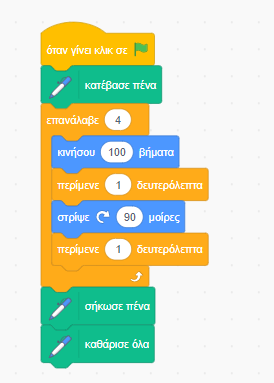 όταν γίνει κλικ σε
κατέβασε πένα
επανάλαβε 4
κινήσου 100 βήματα
περίμενε 1 δευτερόλεπτα
στρίψε 90 μοίρες
περίμενε 1 δευτερόλεπτα
σήκωσε πένα
καθάρισε όλα